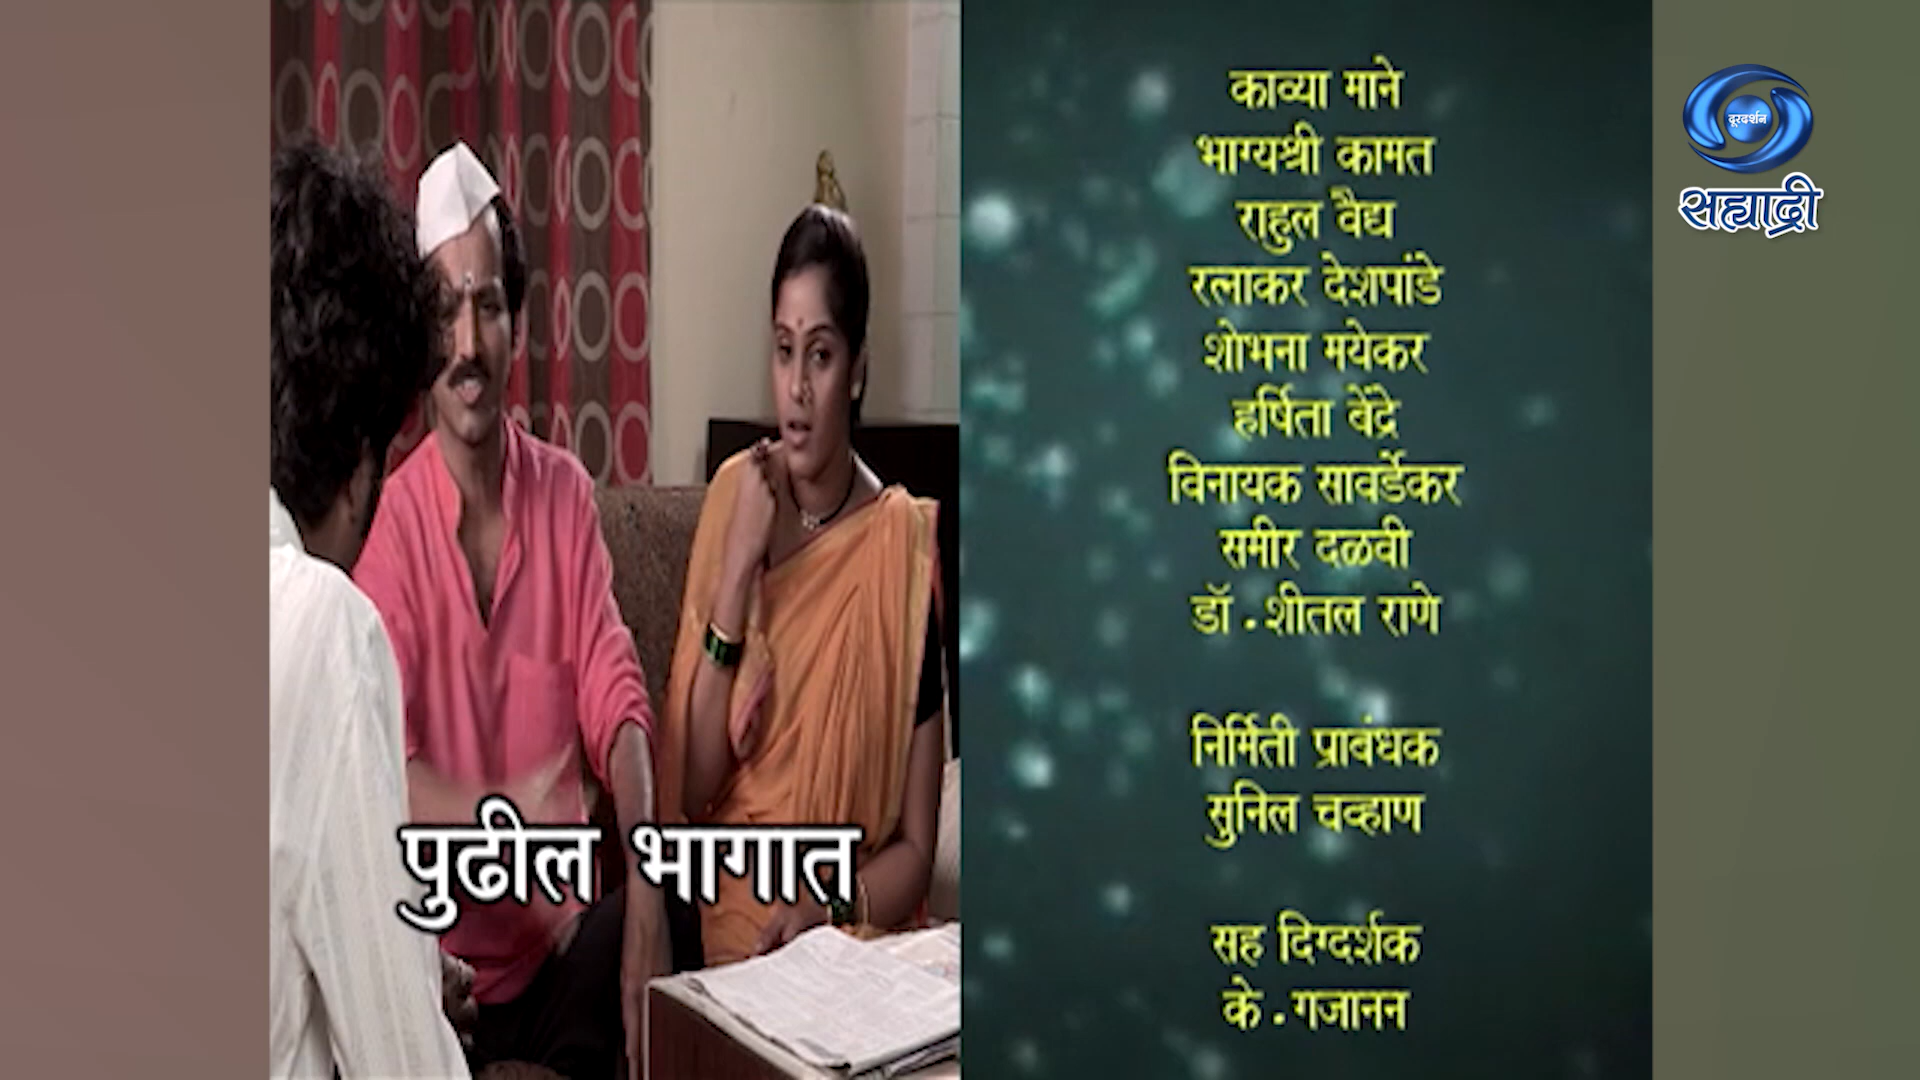 पुढील भागात
काव्या माने
भाग्यश्री कामत
राहुल वैद्य
रत्नाकर देशपांडे
शोभना मयेकर
हर्षिता बेंद्रे
विनायक सावर्डेकर
समीर दळवी
डॉ . शीतल राणे
निर्मिती प्राबंधक
सुनिल चव्हाण
सह दिग्दर्शक
के . गजानन
दूरदर्शन
सह्याद्री